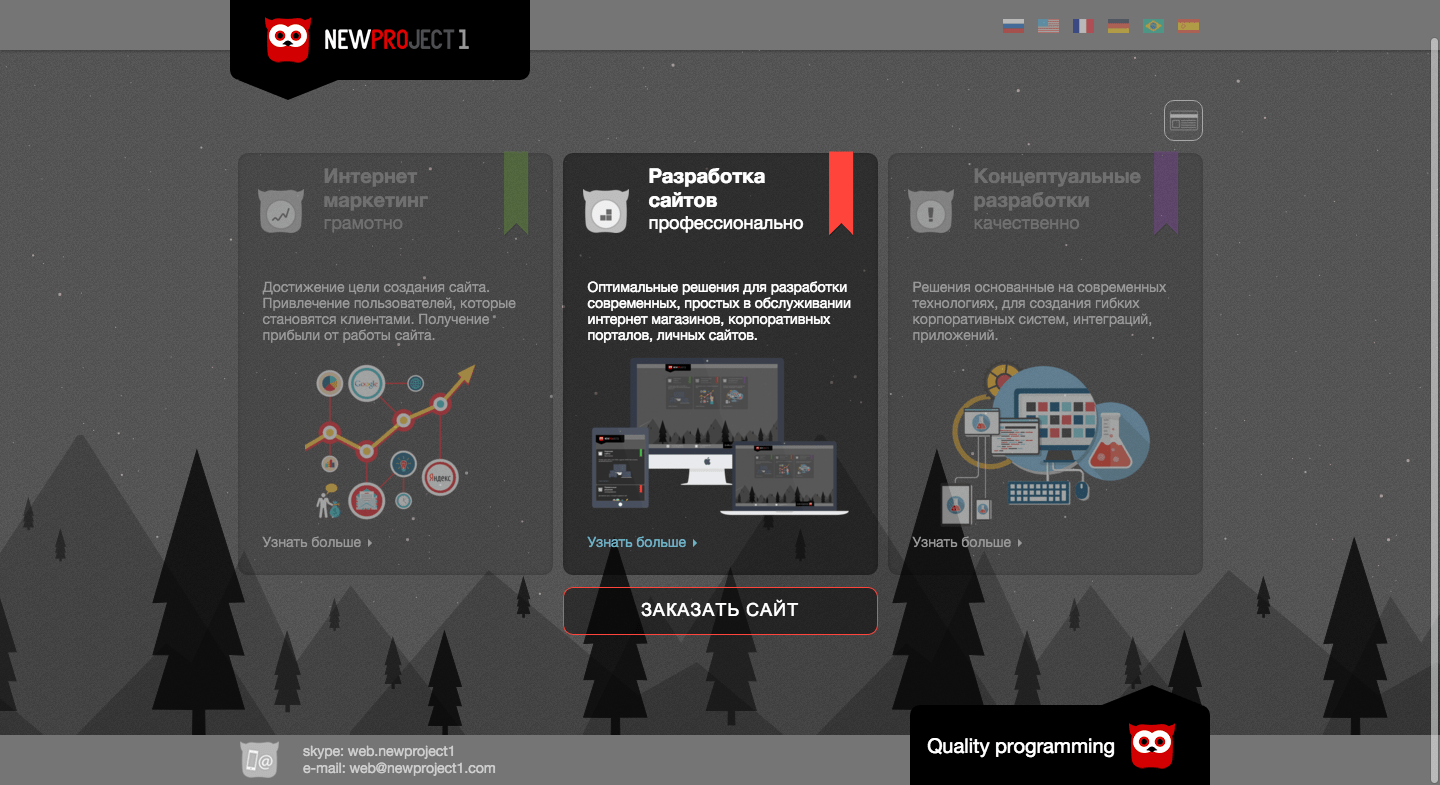 NEWPROJECT1
Интернет
маркетинг
грамотно
Достижение цели создания сайта.
Привлечение пользователей, которые
становятся клиентами. Получение
прибыли от работы сайта.
Google
Яндекс
Узнать больше
Разработка
сайтов
профессионально
Оптимальные решения для разработки
современных, простых в обслуживании
интернет магазинов, корпоративных
порталов, личных сайтов.
Узнать больше
Концептуальные
разработки
качественно
Решения основанные на современных
технологиях, для создания гибких
корпоративных систем, интеграций,
приложений.
Узнать больше
ЗАКАЗАТЬ САЙТ
skype: web.newproject1
e-mail: web@newproject1.com
Quality programming